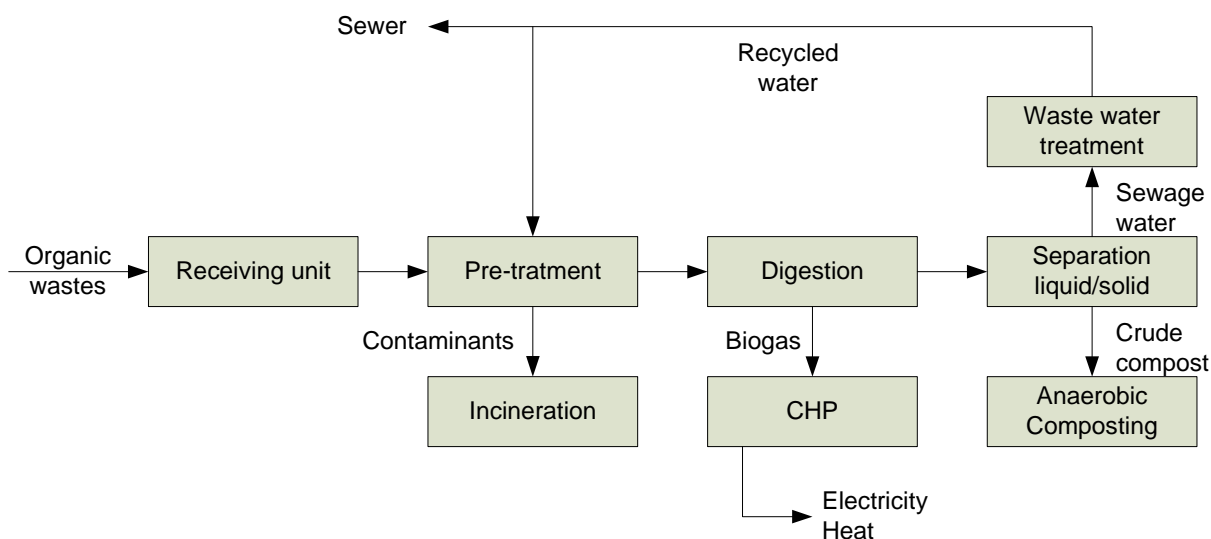 Sewer
Recycled
water
Waste water
treatment
Sewage
water
Organic
wastes
Receiving unit
Pre-tratment
Digestion
Separation
liquid/solid
Contaminants
Biogas
Crude
compost
Incineration
CHP
Anaerobic
Composting
Electricity
Heat